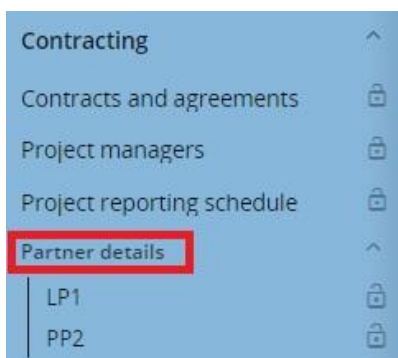 Contracting
Contracts and agreements
Project managers
Project reporting schedule
Partner details
LP1
PP2